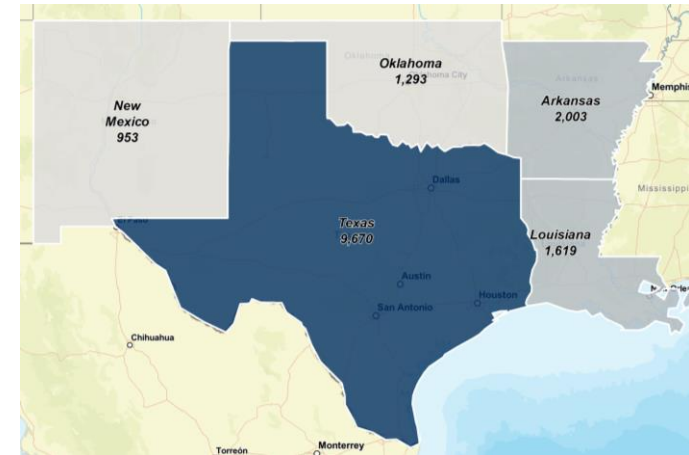 Oklahoma
1,293
Oklahoma City
New
Mexico
953
Arkansas
Arkansas
2,003
Memphis
Dallas
Mississippi
Texas
9,670
El Paso
Louisiana
1,619
Austin
Houston
San Antonio
Chihuahua
Monterrey
Torreón